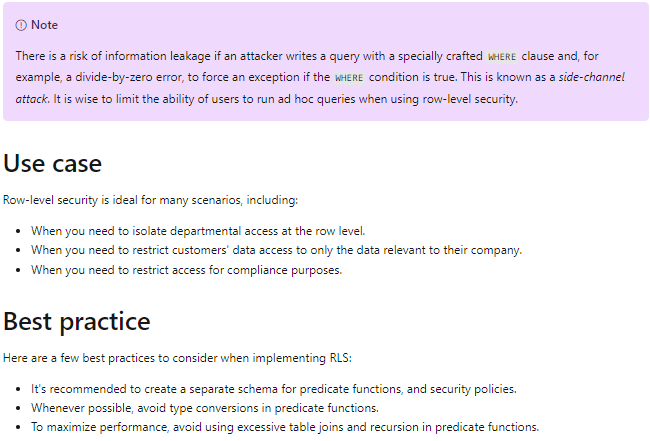 Note
There is a risk of information leakage if an attacker writes a query with a specially crafted WHERE clause and, for
example, a divide-by-zero error, to force an exception if the WHERE condition is true. This is known as a side-channel
attack. It is wise to limit the ability of users to run ad hoc queries when using row-level security.
Use case
Row-level security is ideal for many scenarios, including:
• When you need to isolate departmental access at the row level.
• When you need to restrict customers' data access to only the data relevant to their company.
• When you need to restrict access for compliance purposes.
Best practice
Here are a few best practices to consider when implementing RLS:
• It's recommended to create a separate schema for predicate functions, and security policies.
• Whenever possible, avoid type conversions in predicate functions.
• To maximize performance, avoid using excessive table joins and recursion in predicate functions.